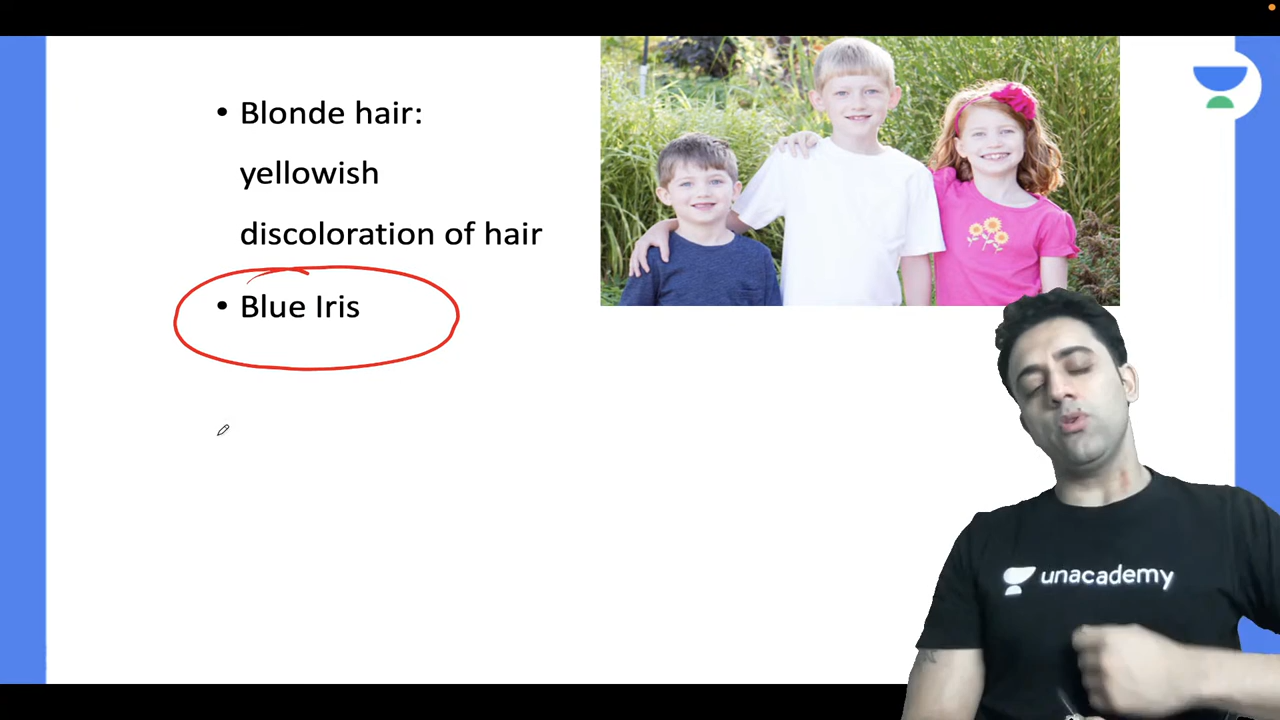 • Blonde hair:
yellowish
discoloration of hair
• Blue Iris
unacademy